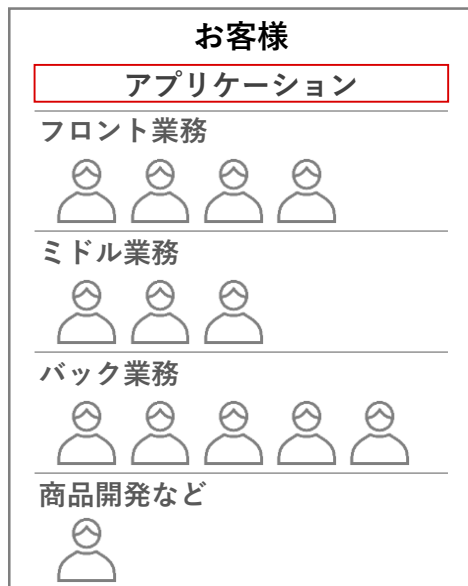 お客様
アプリケーション
フロント業務
ミドル業務
バック業務
商品開発など